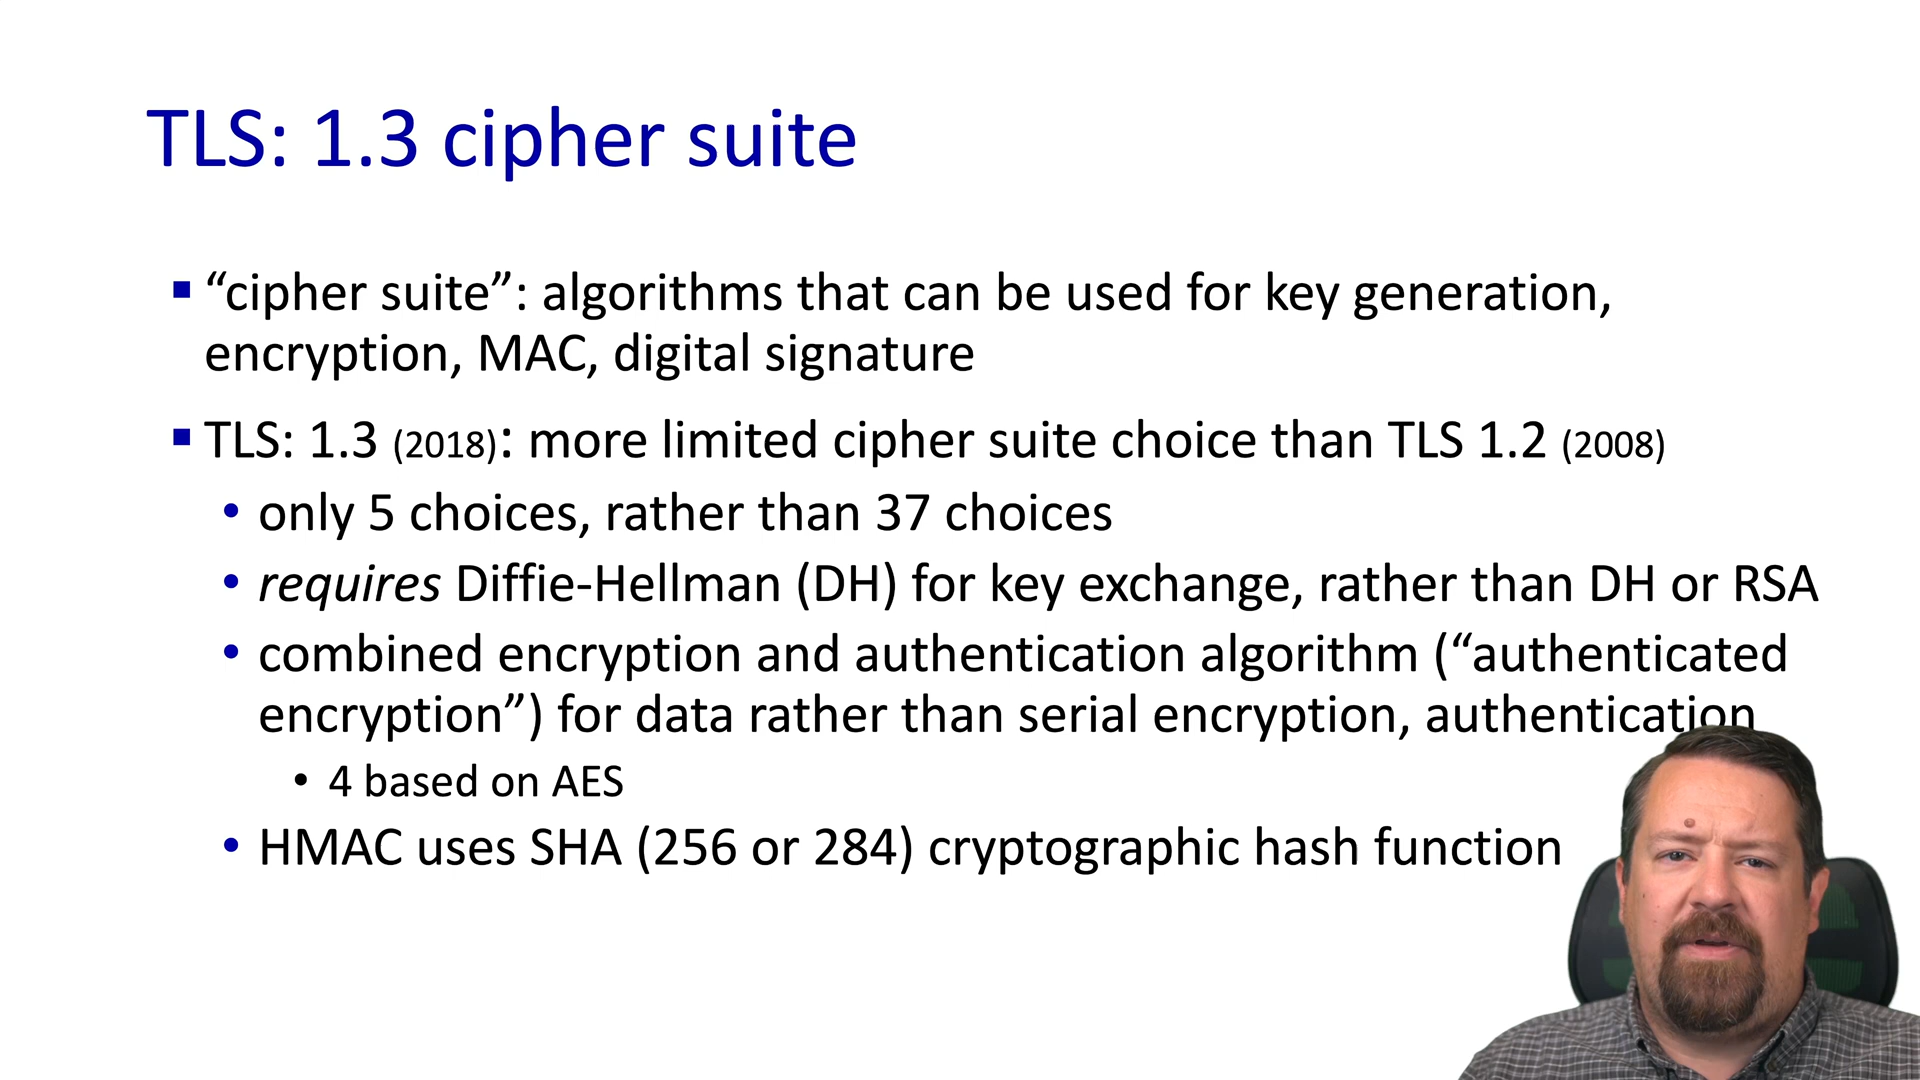 TLS: 1.3 cipher suite
▪ “cipher suite”: algorithms that can be used for key generation,
encryption, MAC, digital signature
▪ TLS: 1.3 (2018): more limited cipher suite choice than TLS 1.2 (2008)
• only 5 choices, rather than 37 choices
• requires Diffie-Hellman (DH) for key exchange, rather than DH or RSA
• combined encryption and authentication algorithm (“authenticated
encryption”) for data rather than serial encryption, authentication
• 4 based on AES
• HMAC uses SHA (256 or 284) cryptographic hash function